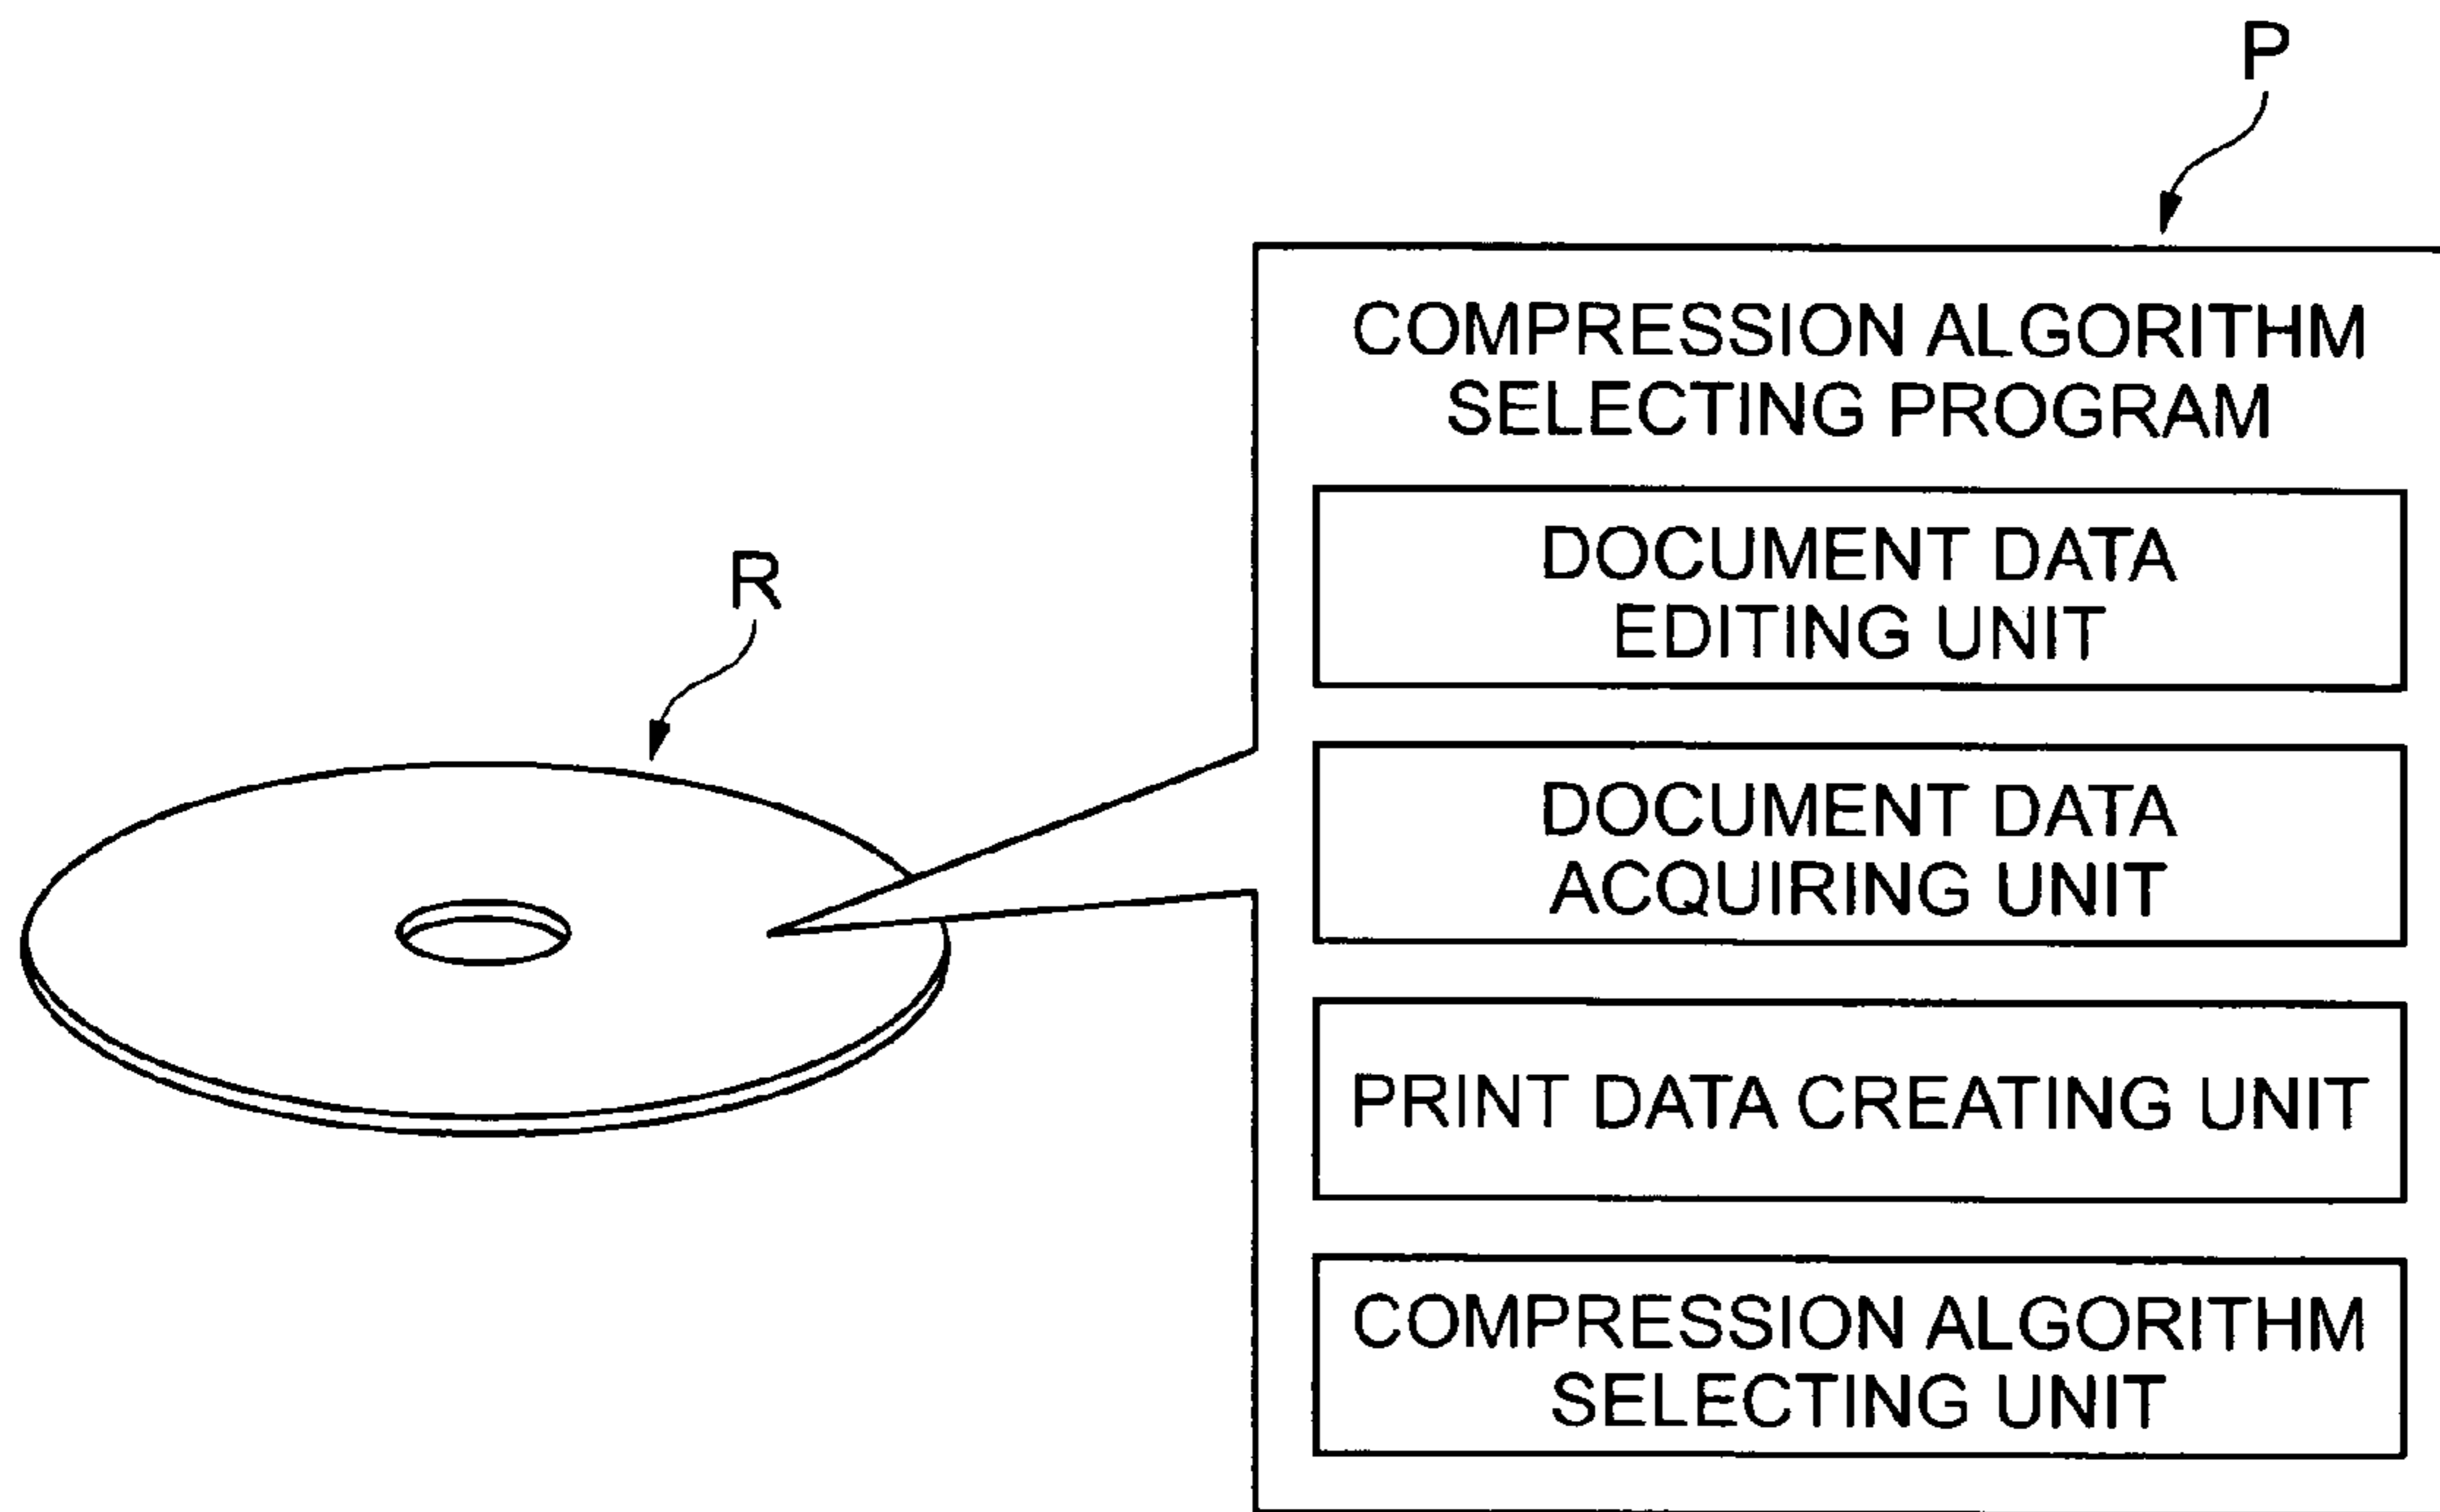 P
COMPRESSION ALGORITHM
SELECTING PROGRAM
DOCUMENT DATA
EDITING UNIT
R
DOCUMENT DATA
ACQUIRING UNIT
PRINT DATA CREATING UNIT
COMPRESSION ALGORITHM
SELECTING UNIT